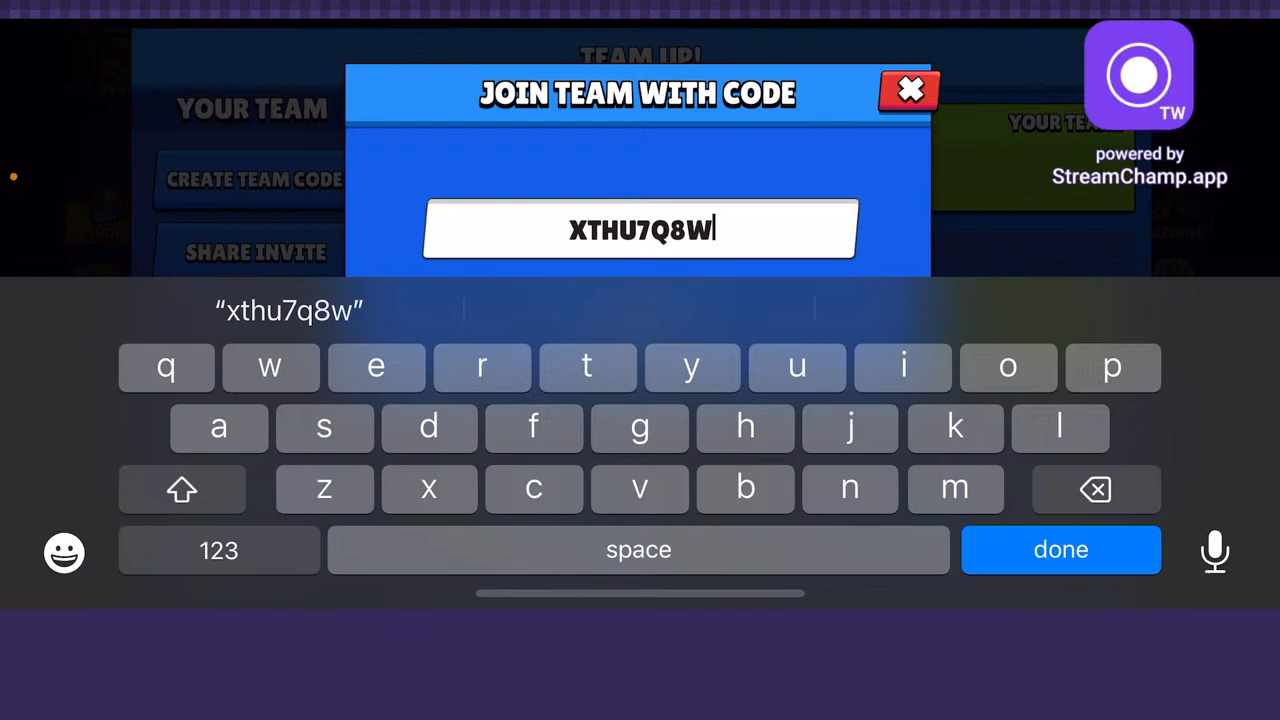 TEAM UP!
JOIN TEAM WITH CODE
YOUR TEAM
YOUR TEA
TW
powered by
StreamChamp.app
CREATE TEAM CODE
XTHU7Q8W
SHARE INVITE
“xthu7q8w”
q w e r t y u i o p
a s d f g h j k l
z x c v b n m
123 space done